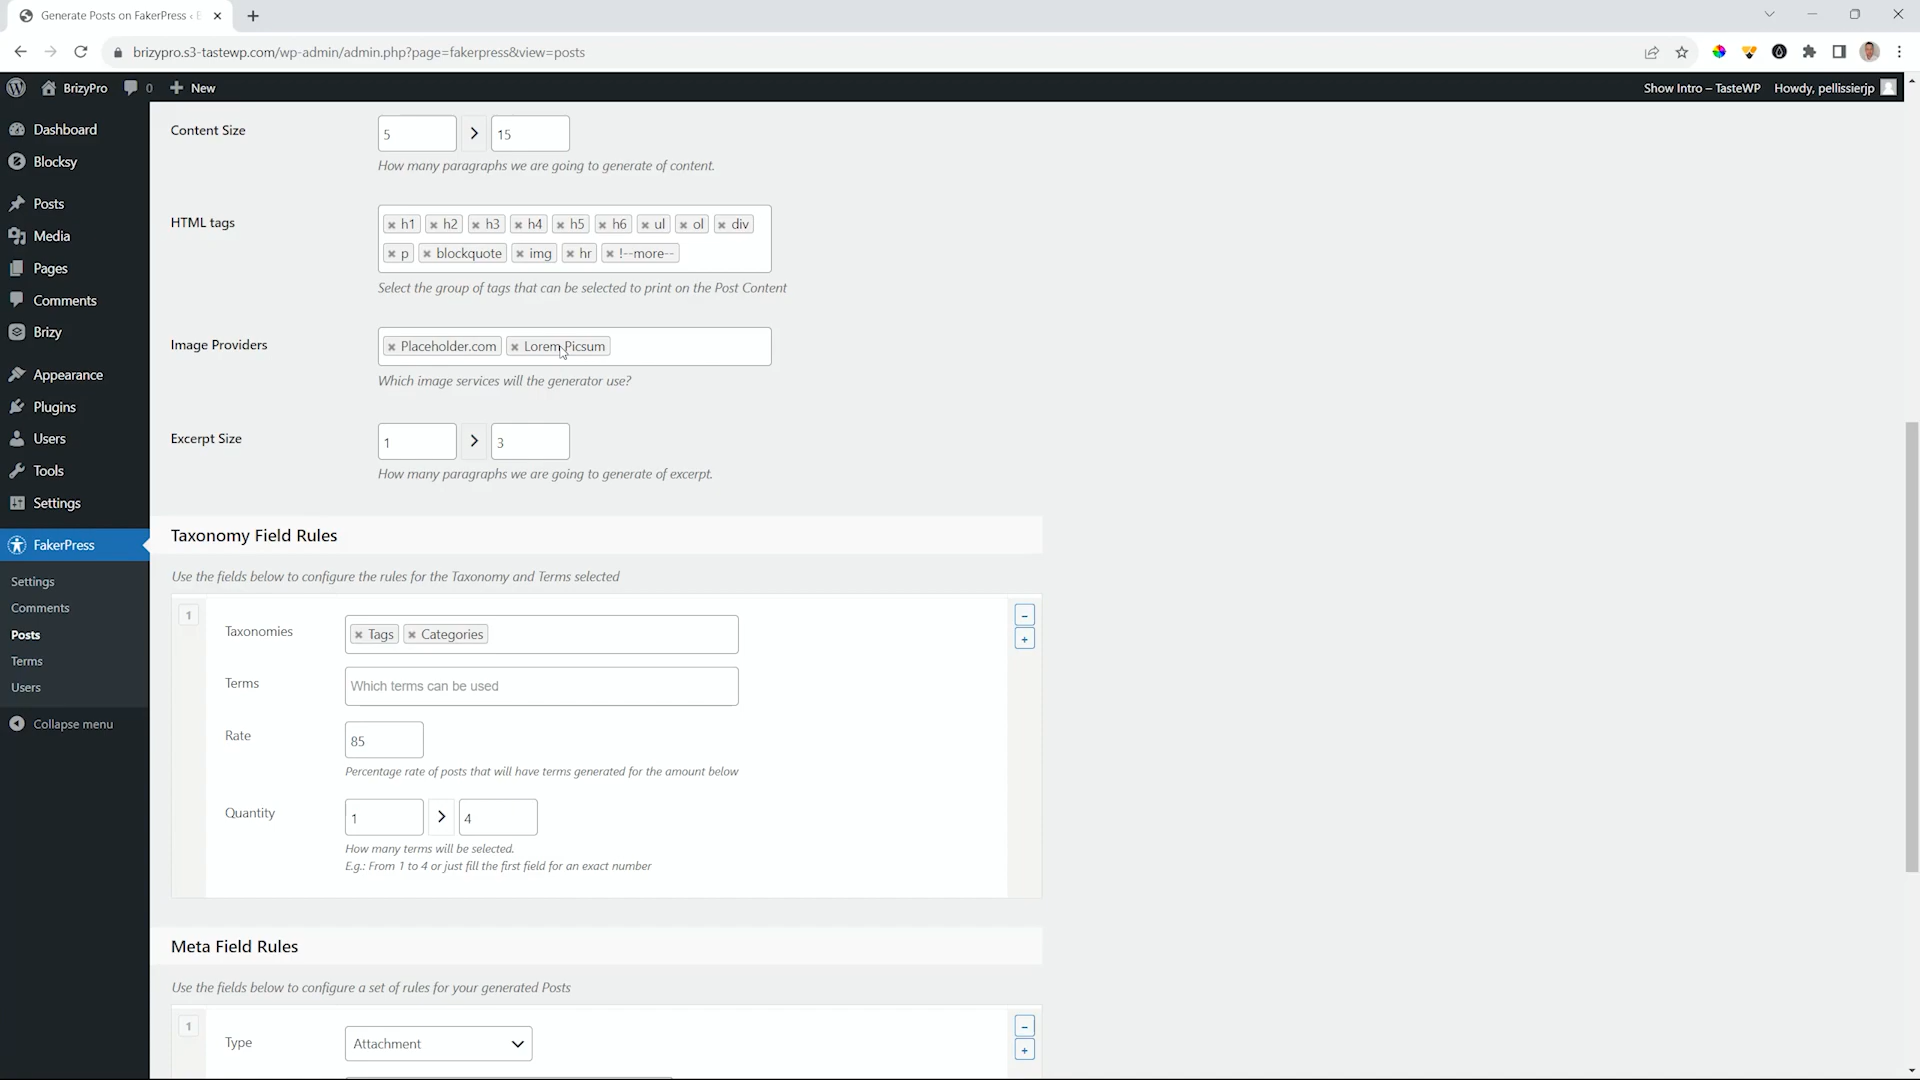 Generate Posts on FakerPress ‹ B
brizypro.s3-tastewp.com/wp-admin/admin.php?page=fakerpress&view=posts
BrizyPro
0
New
Show Intro – TasteWP
Howdy, pellissierjp
Dashboard
Blocksy
Posts
Media
Pages
Comments
Brizy
Appearance
Plugins
Users
Tools
Settings
FakerPress
Settings
Comments
Posts
Terms
Users
Collapse menu
Content Size
5 > 15
How many paragraphs we are going to generate of content.
HTML tags
× h1 × h2 × h3 × h4 × h5 × h6 × ul × ol × div
× p × blockquote × img × hr × !--more--
Select the group of tags that can be selected to print on the Post Content
Image Providers
× Placeholder.com × Lorem Picsum
Which image services will the generator use?
Excerpt Size
1 > 3
How many paragraphs we are going to generate of excerpt.
Taxonomy Field Rules
Use the fields below to configure the rules for the Taxonomy and Terms selected
1
Taxonomies
× Tags × Categories
Terms
Which terms can be used
Rate
85
Percentage rate of posts that will have terms generated for the amount below
Quantity
1 > 4
How many terms will be selected.
E.g.: From 1 to 4 or just fill the first field for an exact number
-
+
Meta Field Rules
Use the fields below to configure a set of rules for your generated Posts
1
Type
Attachment
-
+